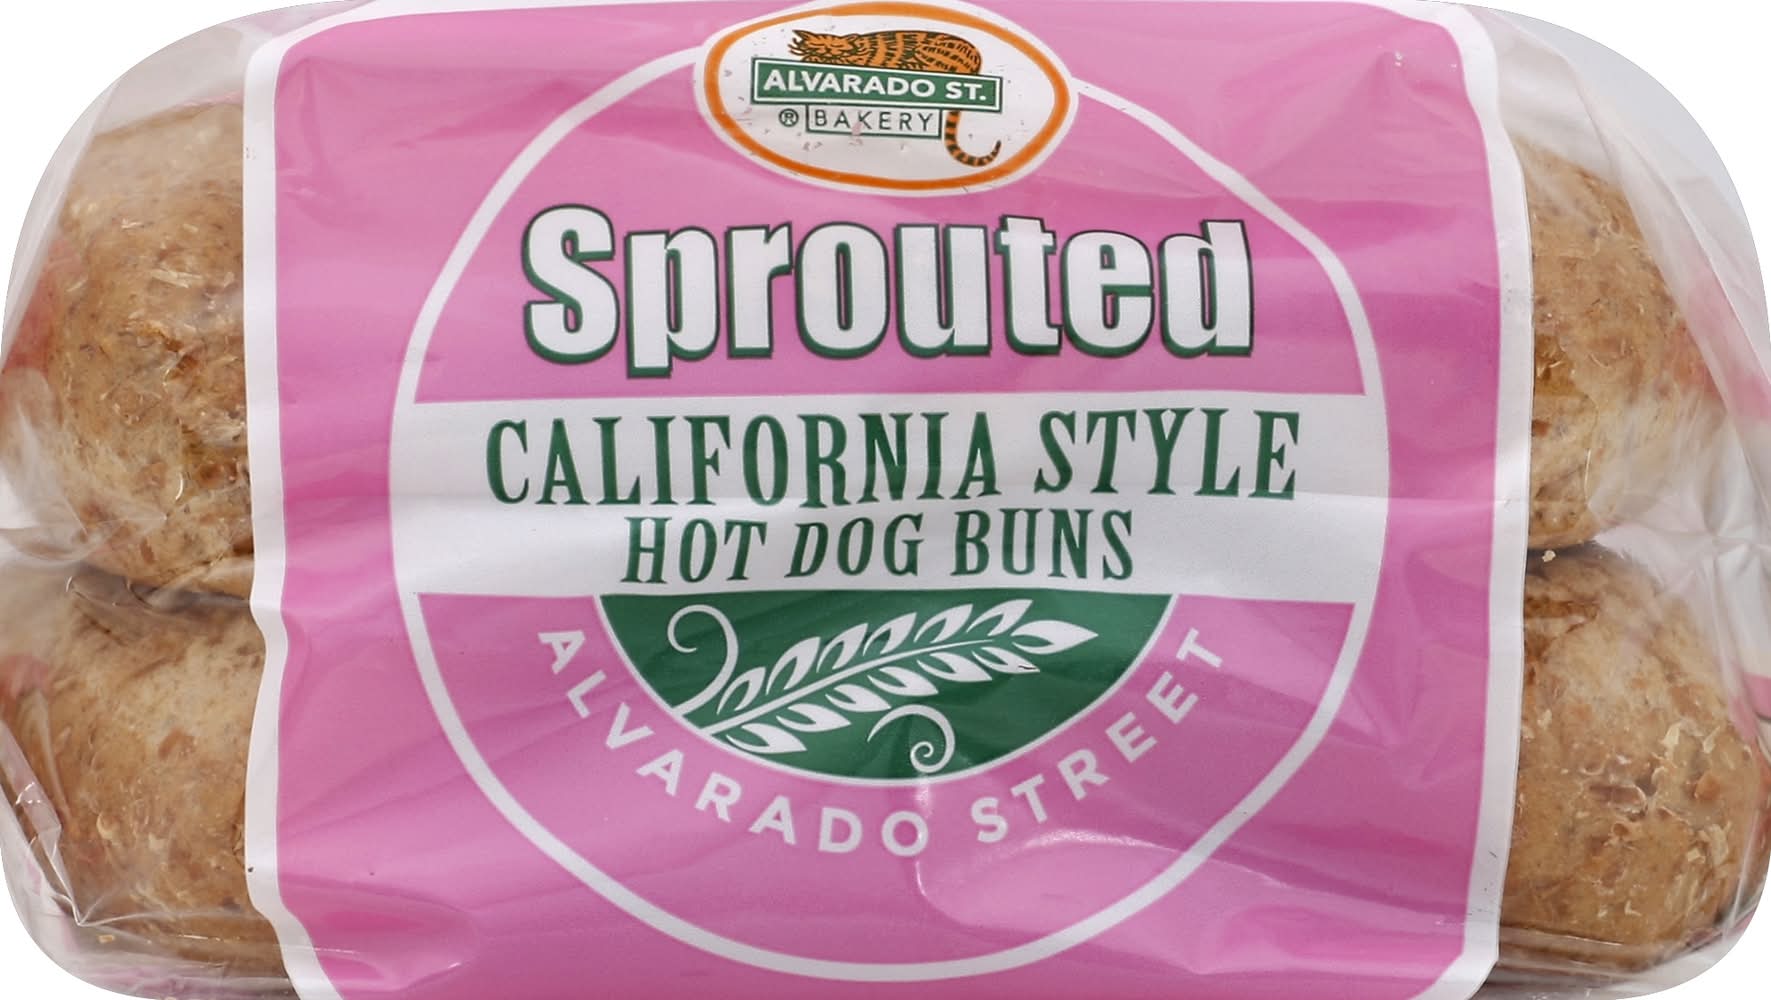 ALVARADO ST.
® BAKERY
Sprouted
CALIFORNIA STYLE
HOT DOG BUNS
ALVARADO STREET